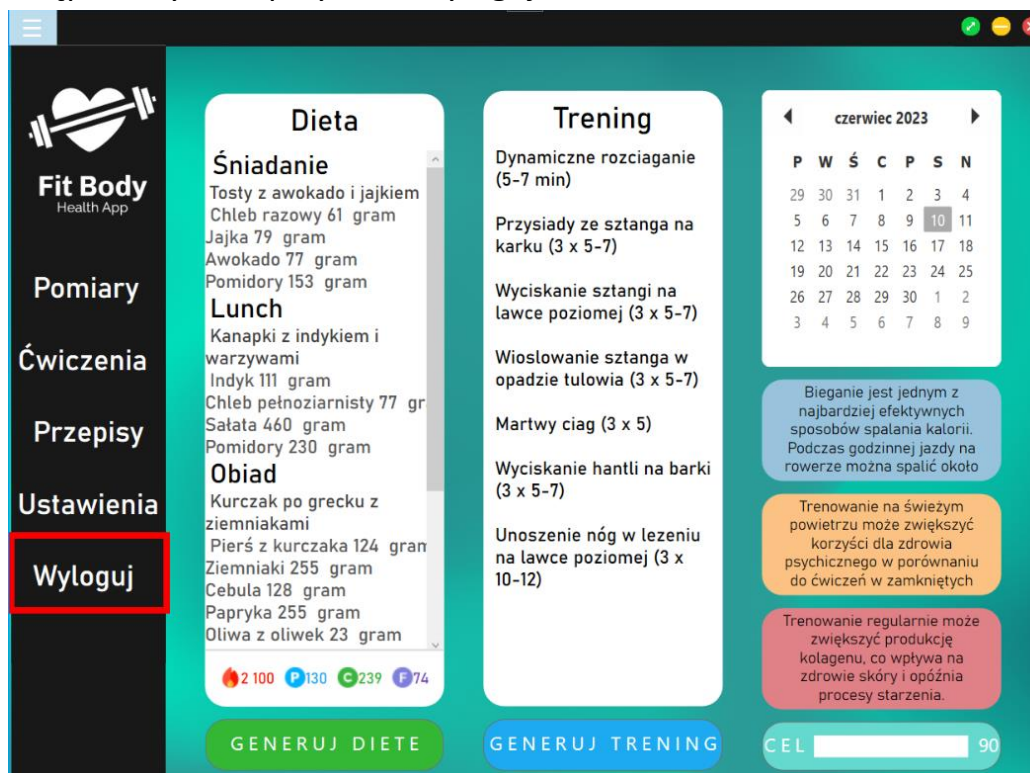 Fit Body
Health App
Pomiary
Ćwiczenia
Przepisy
Ustawienia
Wyloguj
Dieta
Śniadanie
Tosty z awokado i jajkiem
Chleb razowy 61 gram
Jajka 79 gram
Awokado 77 gram
Pomidory 153 gram
Lunch
Kanapki z indykiem i
warzywami
Indyk 111 gram
Chleb pełnoziarnisty 77 gr
Sałata 460 gram
Pomidory 230 gram
Obiad
Kurczak po grecku z
ziemniakami
Pierś z kurczaka 124 gram
Ziemniaki 255 gram
Cebula 128 gram
Papryka 255 gram
Oliwa z oliwek 23 gram
2 100 P 130 C 239 F 74
GENERUJ DIETE
Trening
Dynamiczne rozciaganie
(5-7 min)
Przysiady ze sztanga na
karku (3 x 5-7)
Wyciskanie sztangi na
lawce poziomej (3 x 5-7)
Wioslowanie sztanga w
opadzie tulowia (3 x 5-7)
Martwy ciag (3 x 5)
Wyciskanie hantli na barki
(3 x 5-7)
Unoszenie nóg w lezeniu
na lawce poziomej (3 x
10-12)
GENERUJ TRENING
czerwiec 2023
P W Ś C P S N
29 30 31 1 2 3 4
5 6 7 8 9 10 11
12 13 14 15 16 17 18
19 20 21 22 23 24 25
26 27 28 29 30 1 2
3 4 5 6 7 8 9
Bieganie jest jednym z
najbardziej efektywnych
sposobów spalania kalorii.
Podczas godzinnej jazdy na
rowerze można spalić około
Trenowanie na świeżym
powietrzu może zwiększyć
korzyści dla zdrowia
psychicznego w porównaniu
do ćwiczeń w zamkniętych
Trenowanie regularnie może
zwiększyć produkcję
kolagenu, co wpływa na
zdrowie skóry i opóźnia
procesy starzenia.
CEL 90